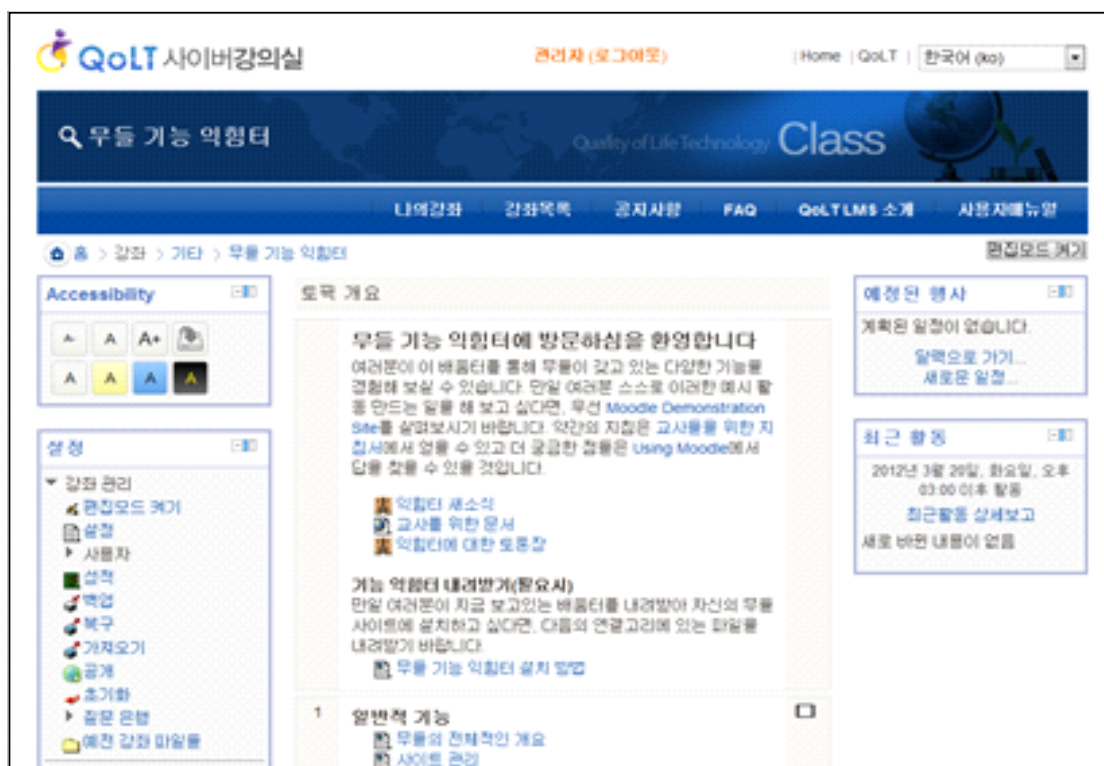 QoLT 사이버강의실
관리자 (로그아웃)
| Home | QoLT | 한국어 (ko)
무들 기능 익힘터
Quality of Life Technology Class
나의강좌 강좌목록 공지사항 FAQ QoLT LMS 소개 사용자매뉴얼
홈 > 강좌 > 기타 > 무들 기능 익힘터
편집모드 켜기
Accessibility
A- A A+
A A A A
설정
강좌 관리
편집모드 켜기
설정
사용자
성적
백업
복구
가져오기
공개
초기화
질문 은행
예전 강좌 파일들
토픽 개요
무들 기능 익힘터에 방문하심을 환영합니다
여러분이 이 배움터를 통해 무들이 갖고 있는 다양한 기능을
경험해 보실 수 있습니다. 만일 여러분 스스로 이러한 예시 활
동 만드는 일을 해 보고 싶다면, 우선 Moodle Demonstration
Site를 살펴보시기 바랍니다. 약간의 지침은 교사들을 위한 지
침서에서 얻을 수 있고 더 궁금한 점들은 Using Moodle에서
답을 찾을 수 있을 것입니다.
익힘터 새소식
교사를 위한 문서
익힘터에 대한 토론장
기능 익힘터 내려받기(필요시)
만일 여러분이 지금 보고있는 배움터를 내려받아 자신의 무들
사이트에 설치하고 싶다면, 다음의 연결고리에 있는 파일을
내려받기 바랍니다.
무들 기능 익힘터 설치 방법
1 일반적 기능
무들의 전체적인 개요
사이트 관리
예정된 행사
계획된 일정이 없습니다.
달력으로 가기...
새로운 일정...
최근 활동
2012년 3월 20일, 화요일, 오후
03:00 이후 활동
최근활동 상세보고
새로 바뀐 내용이 없음